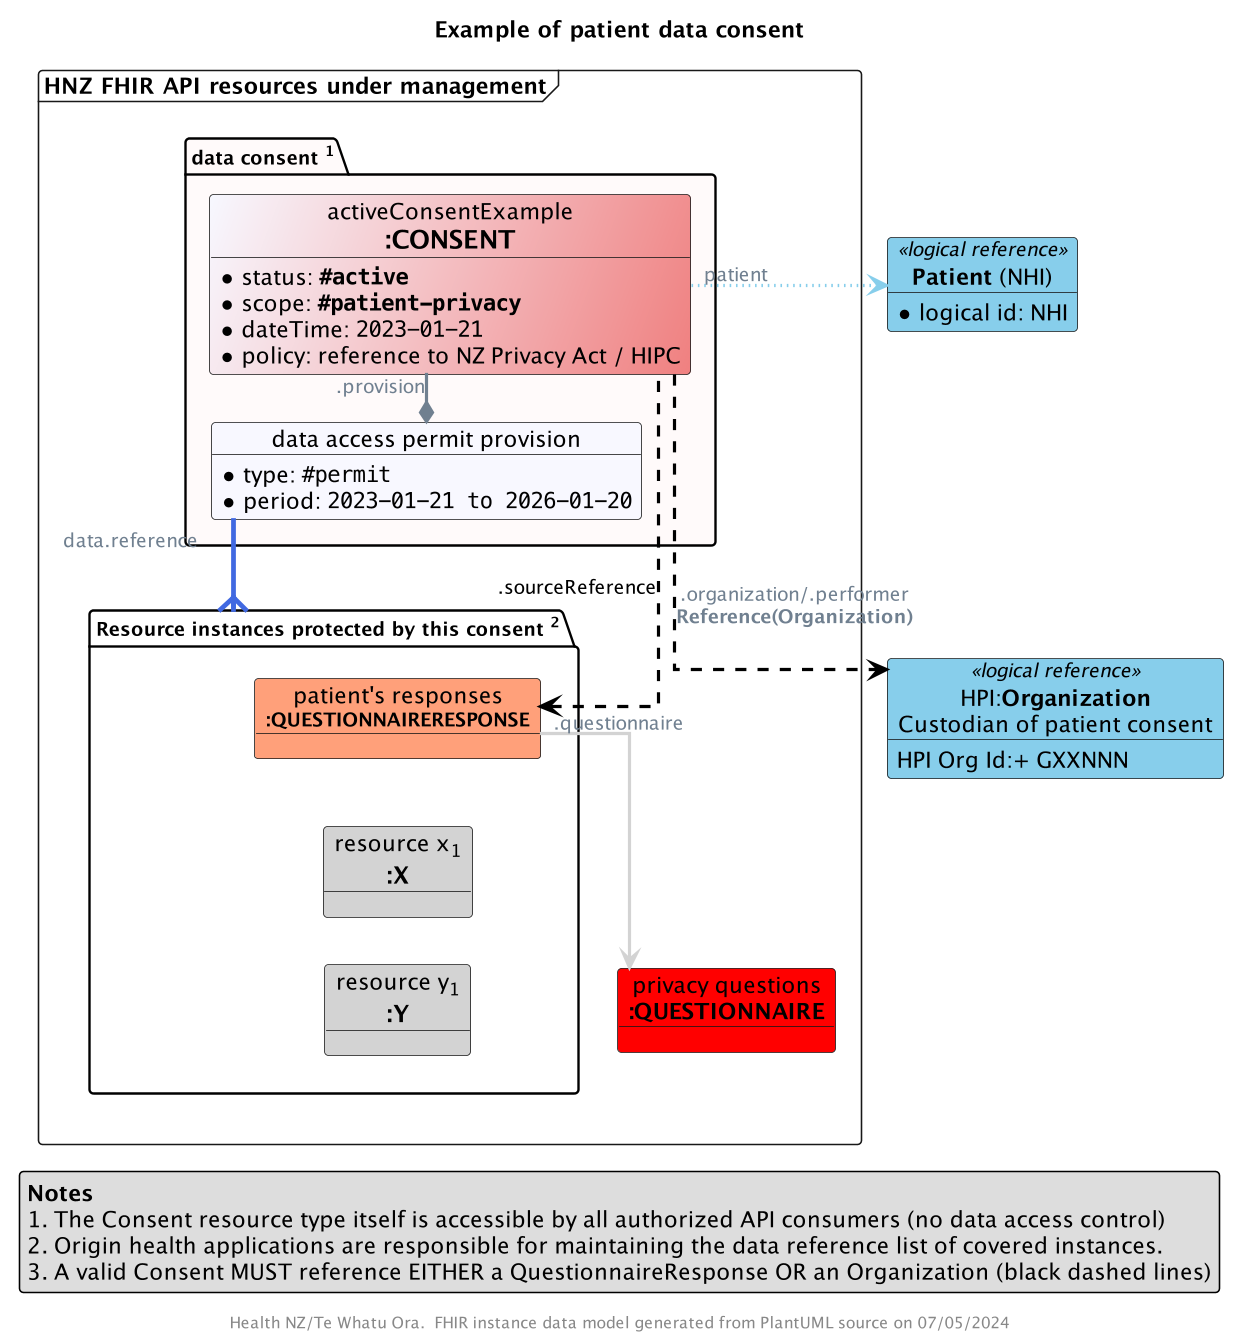 Example of patient data consent
HNZ FHIR API resources under management
data consent 1
activeConsentExample
:CONSENT
• status: #active
• scope: #patient-privacy
• dateTime: 2023-01-21
• policy: reference to NZ Privacy Act / HIPC
patient
«logical reference»
Patient (NHI)
• logical id: NHI
.provision
data access permit provision
• type: #permit
• period: 2023-01-21 to 2026-01-20
data.reference
.sourceReference
.organization/.performer
Reference(Organization)
Resource instances protected by this consent 2
patient's responses
:QUESTIONNAIRERESPONSE
.questionnaire
«logical reference»
HPI:Organization
Custodian of patient consent
HPI Org Id:+ GXXNNN
resource x1
:X
resource y1
:Y
privacy questions
:QUESTIONNAIRE
Notes
1. The Consent resource type itself is accessible by all authorized API consumers (no data access control)
2. Origin health applications are responsible for maintaining the data reference list of covered instances.
3. A valid Consent MUST reference EITHER a QuestionnaireResponse OR an Organization (black dashed lines)
Health NZ/Te Whatu Ora.  FHIR instance data model generated from PlantUML source on 07/05/2024